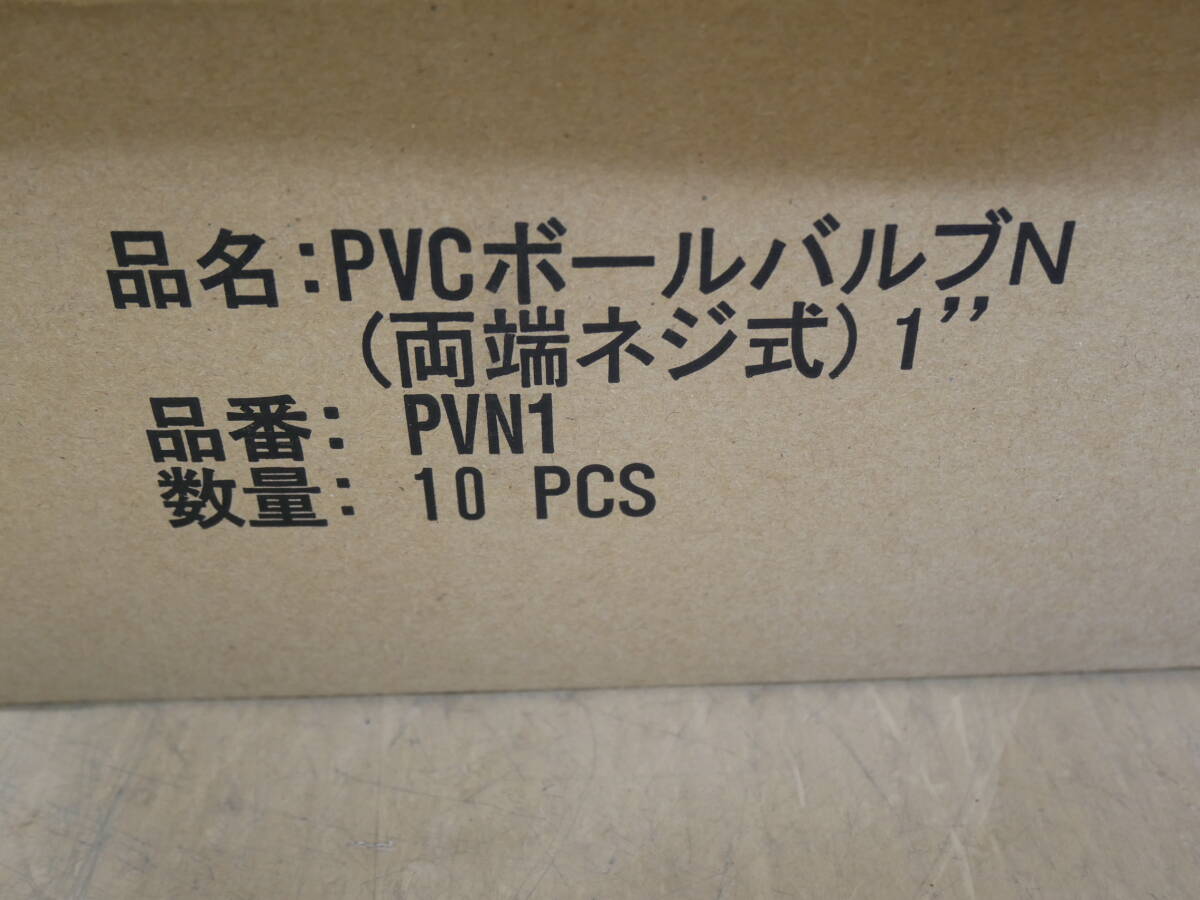 品名:PVCボールバルブN
(両端ネジ式) 1’’
品番: PVN1
数量: 10 PCS